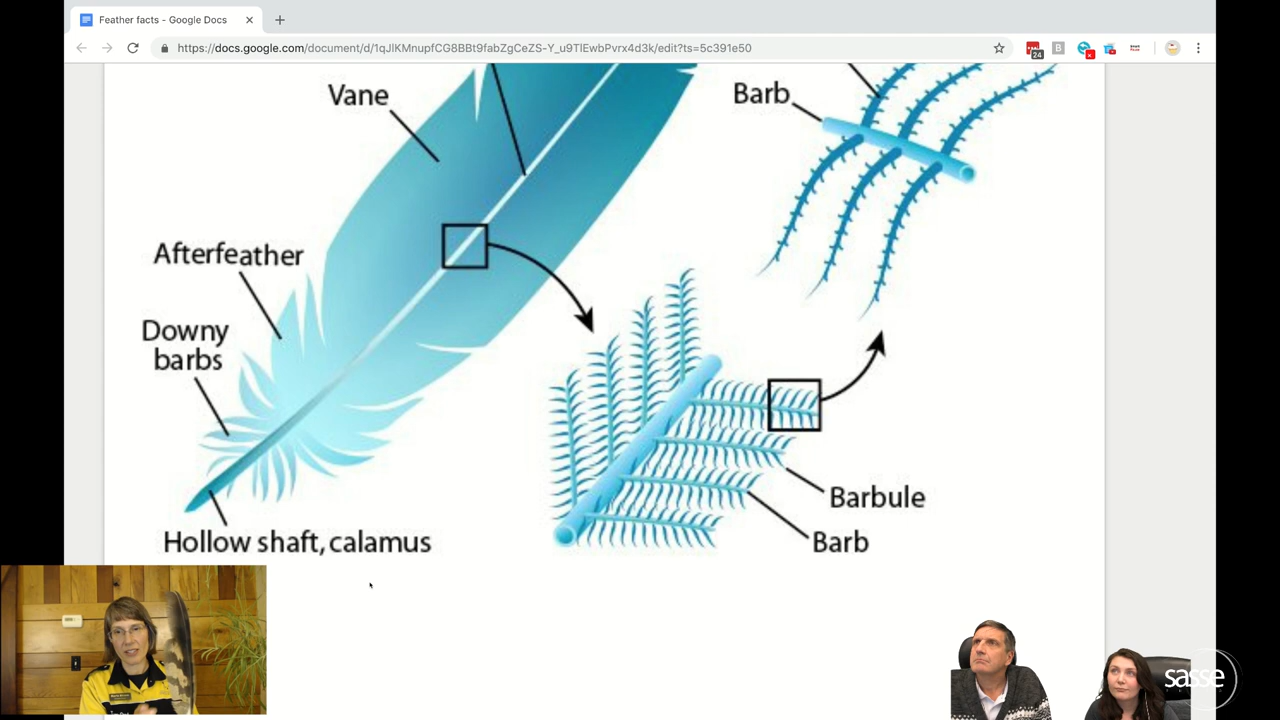 Feather facts - Google Docs
https://docs.google.com/document/d/1qJlKMnupfCG8BBt9fabZgCeZS-Y_u9TlEwbPvrx4d3k/edit?ts=5c391e50
24
B
Vane
Barb
Afterfeather
Downy
barbs
Barbule
Barb
Hollow shaft, calamus
sasse